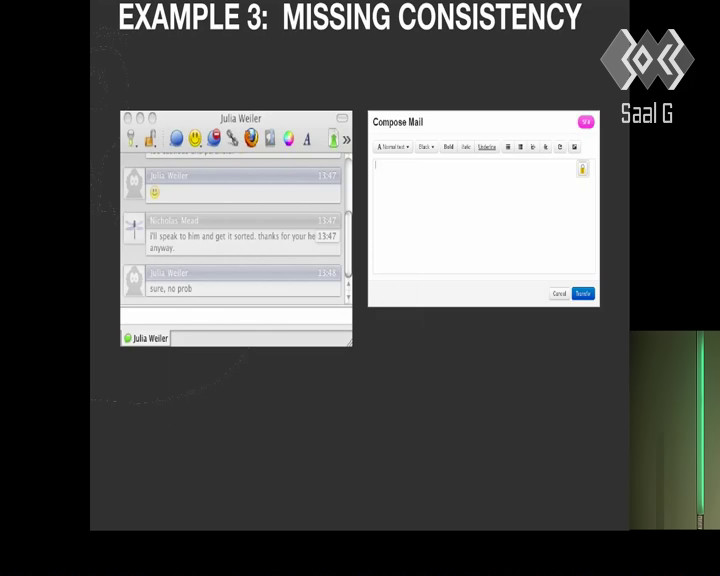 EXAMPLE 3: MISSING CONSISTENCY
Saal G
Julia Weiler
A
Julia Weiler 13:47
Nicholas Mead 13:47
i'll speak to him and get it sorted. thanks for your he 13:47
anyway.
Julia Weiler 13:48
sure, no prob
Julia Weiler
Compose Mail
A Normal text Black Bold Italic Underline
Cancel Transfer